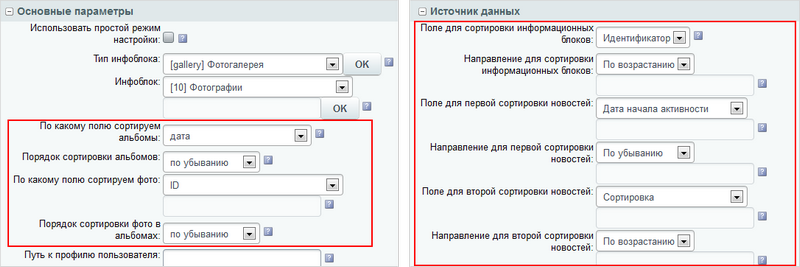 Основные параметры
Использовать простой режим
настройки:
Тип инфоблока: [gallery] Фотогалерея OK
Инфоблок: [10] Фотографии
OK
По какому полю сортируем
альбомы: дата
Порядок сортировки альбомов: по убыванию
По какому полю сортируем фото: ID
Порядок сортировки фото в
альбомах: по убыванию
Путь к профилю пользователя:
Источник данных
Поле для сортировки информационных
блоков: Идентификатор
Направление для сортировки
информационных блоков: По возрастанию
Поле для первой сортировки новостей: Дата начала активности
Направление для первой сортировки
новостей: По убыванию
Поле для второй сортировки новостей: Сортировка
Направление для второй сортировки
новостей: По возрастанию